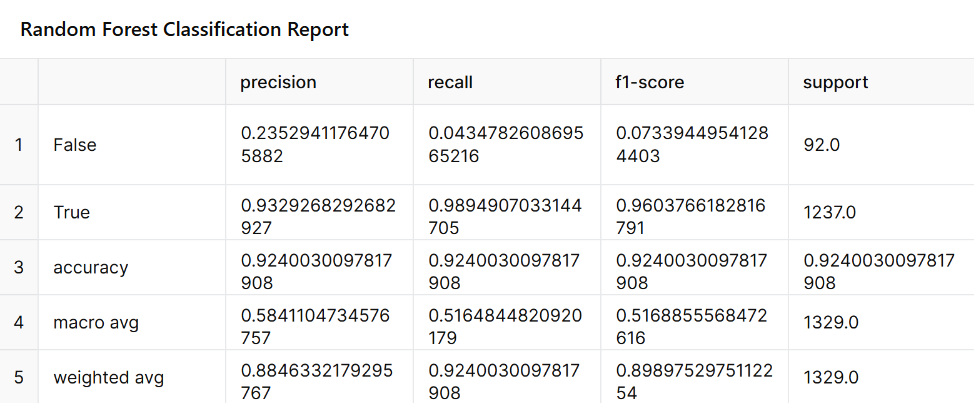 Random Forest Classification Report
precision recall f1-score support
1 False 0.2352941176470 0.0434782608695 0.0733944954128 92.0
5882 65216 4403
2 True 0.9329268292682 0.9894907033144 0.9603766182816 1237.0
927 705 791
3 accuracy 0.9240030097817 0.9240030097817 0.9240030097817 0.9240030097817
908 908 908 908
4 macro avg 0.5841104734576 0.5164844820920 0.5168855568472 1329.0
757 179 616
5 weighted avg 0.8846332179295 0.9240030097817 0.89897529751122 1329.0
767 908 54